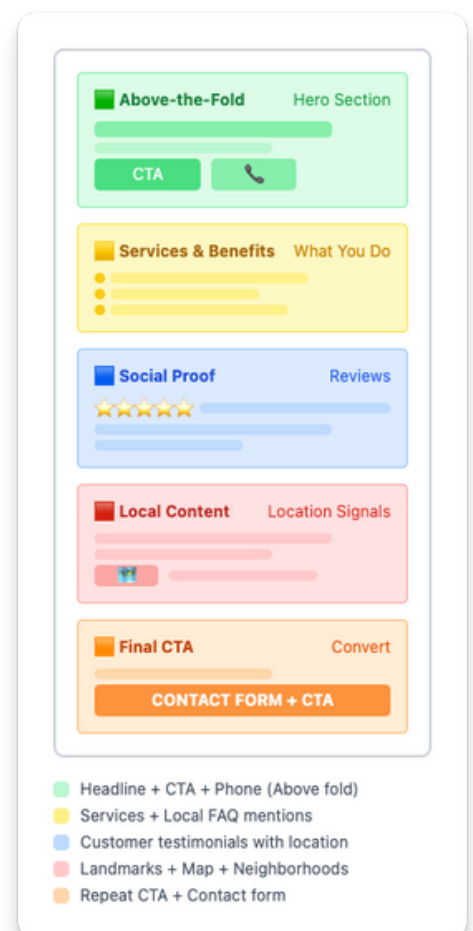 Above-the-Fold Hero Section
CTA
Services & Benefits What You Do
Social Proof Reviews
Local Content Location Signals
Final CTA Convert
CONTACT FORM + CTA
Headline + CTA + Phone (Above fold)
Services + Local FAQ mentions
Customer testimonials with location
Landmarks + Map + Neighborhoods
Repeat CTA + Contact form